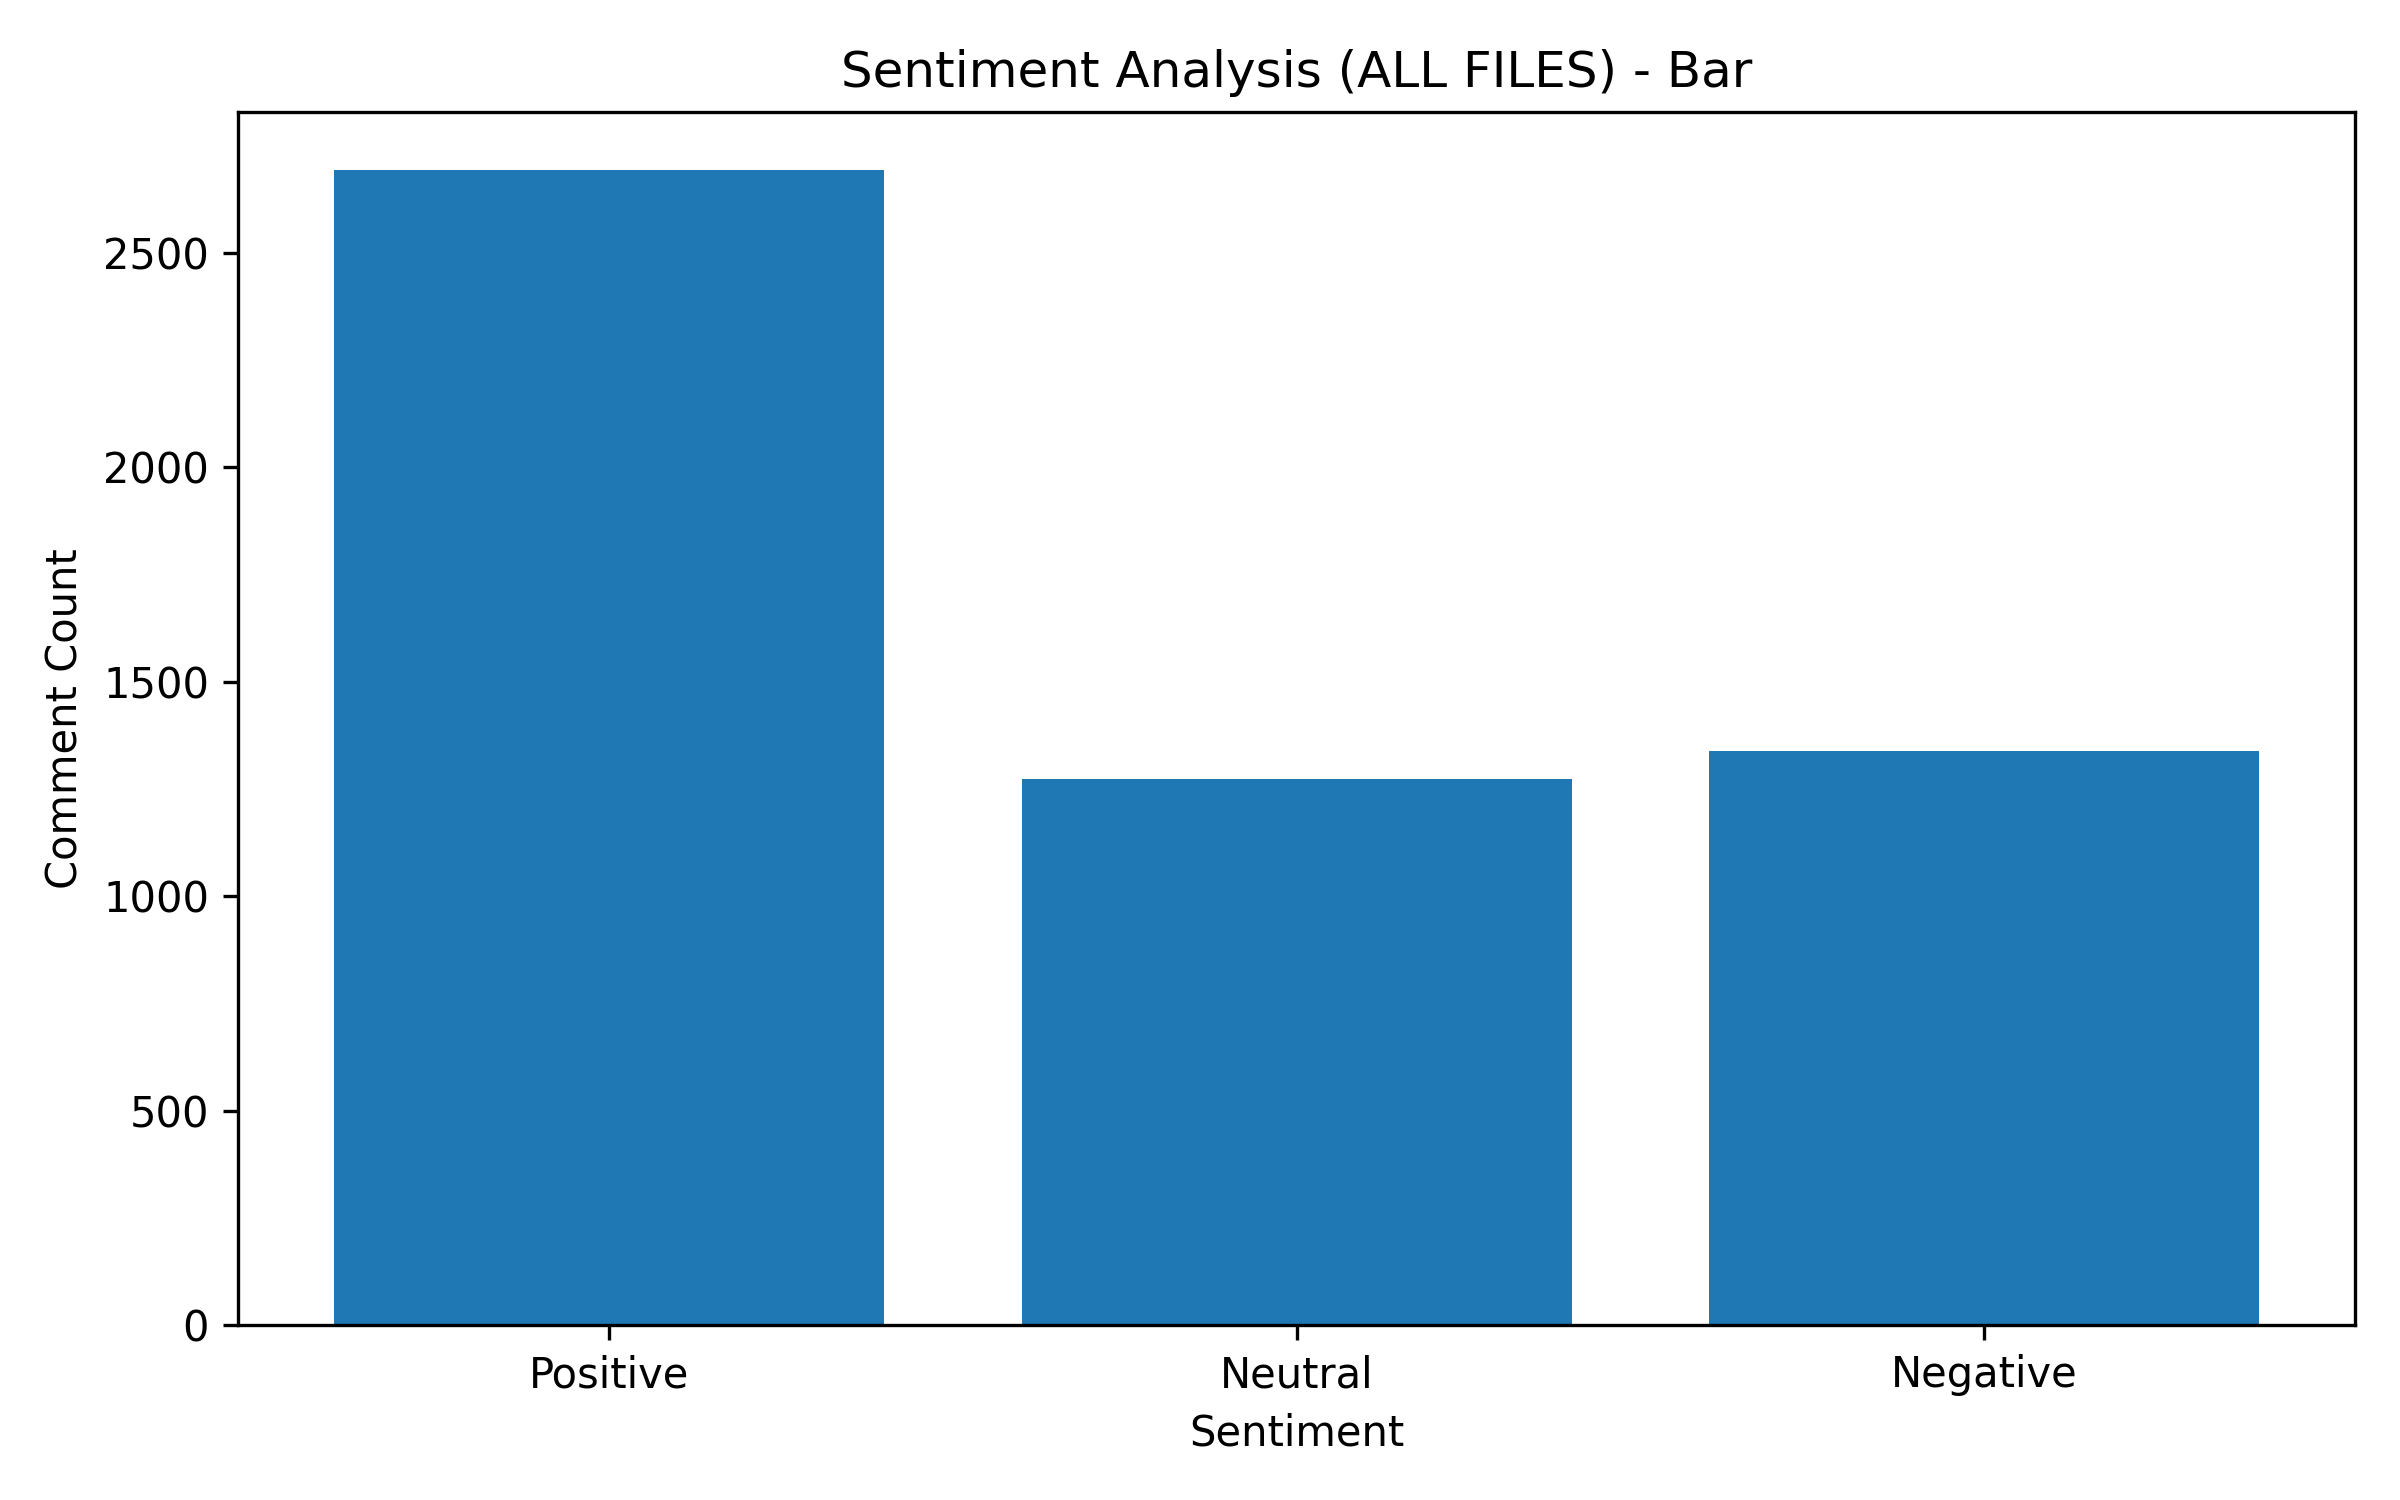 Sentiment Analysis (ALL FILES) - Bar
Comment Count
2500
2000
1500
1000
500
0
Positive
Neutral
Negative
Sentiment